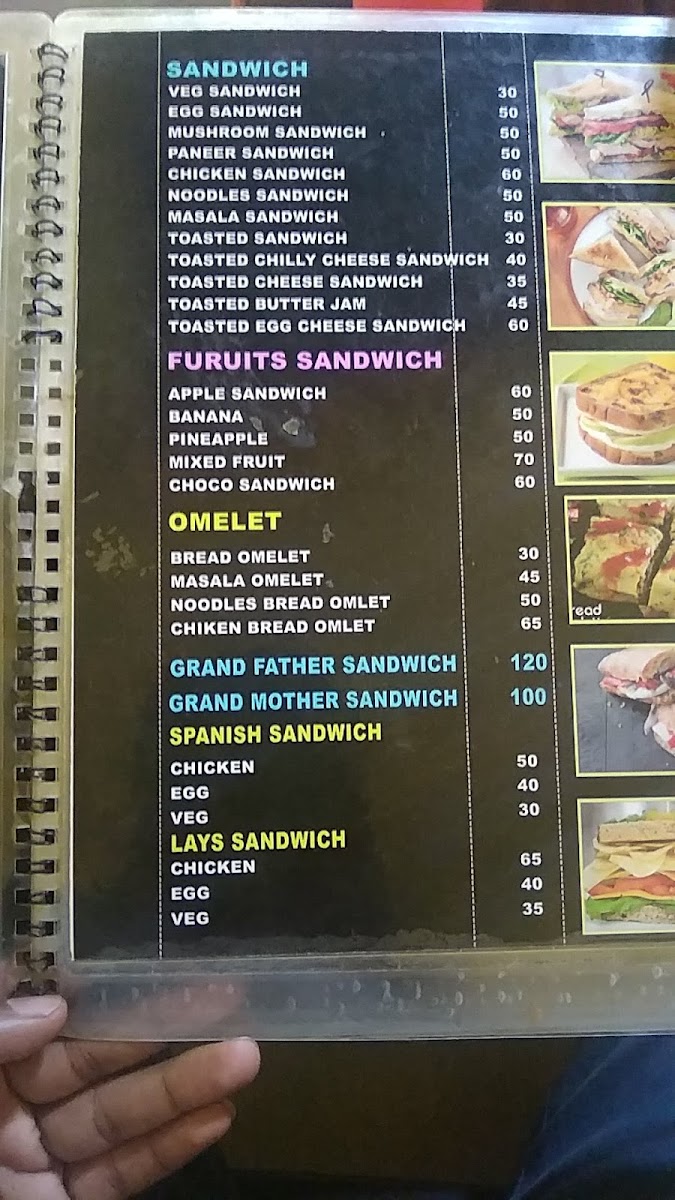 SANDWICH
VEG SANDWICH 30
EGG SANDWICH 50
MUSHROOM SANDWICH 50
PANEER SANDWICH 50
CHICKEN SANDWICH 60
NOODLES SANDWICH 50
MASALA SANDWICH 50
TOASTED SANDWICH 30
TOASTED CHILLY CHEESE SANDWICH 40
TOASTED CHEESE SANDWICH 35
TOASTED BUTTER JAM 45
TOASTED EGG CHEESE SANDWICH 60
FURUITS SANDWICH
APPLE SANDWICH 60
BANANA 50
PINEAPPLE 50
MIXED FRUIT 70
CHOCO SANDWICH 60
OMELET
BREAD OMELET 30
MASALA OMELET 45
NOODLES BREAD OMLET 50
CHIKEN BREAD OMLET 65
GRAND FATHER SANDWICH 120
GRAND MOTHER SANDWICH 100
SPANISH SANDWICH
CHICKEN 50
EGG 40
VEG 30
LAYS SANDWICH
CHICKEN 65
EGG 40
VEG 35
read